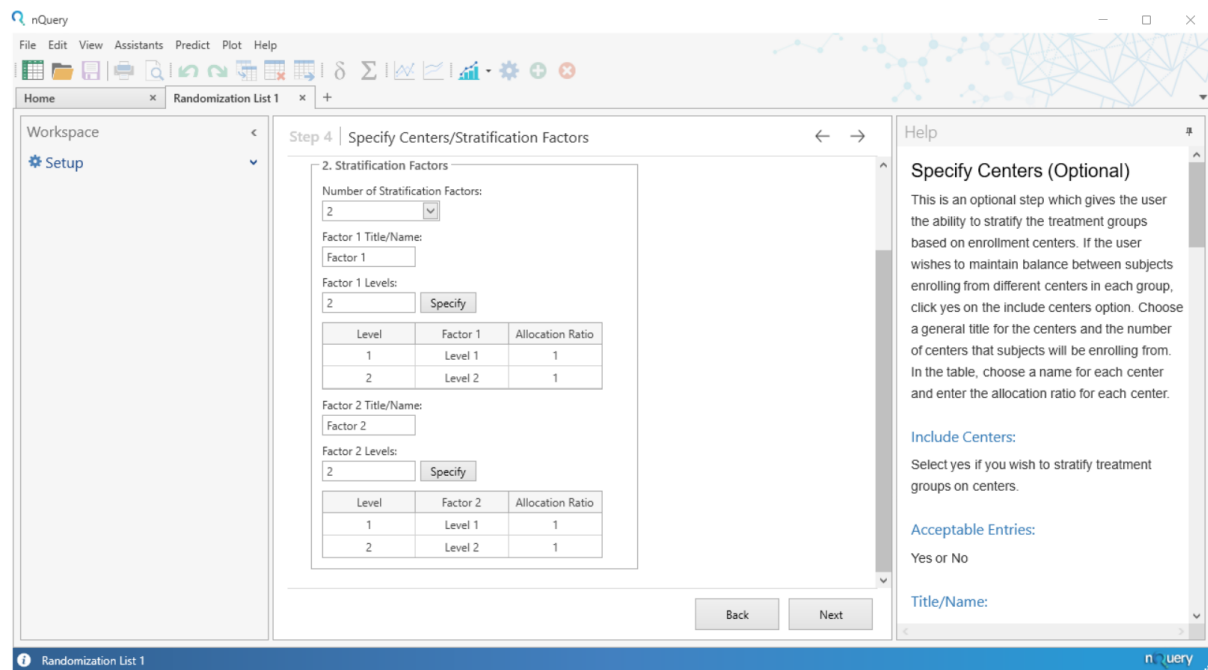 nQuery
File Edit View Assistants Predict Plot Help
Home × Randomization List 1 × +
Workspace
Setup
Step 4 | Specify Centers/Stratification Factors
2. Stratification Factors
Number of Stratification Factors:
2
Factor 1 Title/Name:
Factor 1
Factor 1 Levels:
2 Specify
Level Factor 1 Allocation Ratio
1 Level 1 1
2 Level 2 1
Factor 2 Title/Name:
Factor 2
Factor 2 Levels:
2 Specify
Level Factor 2 Allocation Ratio
1 Level 1 1
2 Level 2 1
Back Next
Help
Specify Centers (Optional)
This is an optional step which gives the user
the ability to stratify the treatment groups
based on enrollment centers. If the user
wishes to maintain balance between subjects
enrolling from different centers in each group,
click yes on the include centers option. Choose
a general title for the centers and the number
of centers that subjects will be enrolling from.
In the table, choose a name for each center
and enter the allocation ratio for each center.
Include Centers:
Select yes if you wish to stratify treatment
groups on centers.
Acceptable Entries:
Yes or No
Title/Name:
Randomization List 1
nQuery